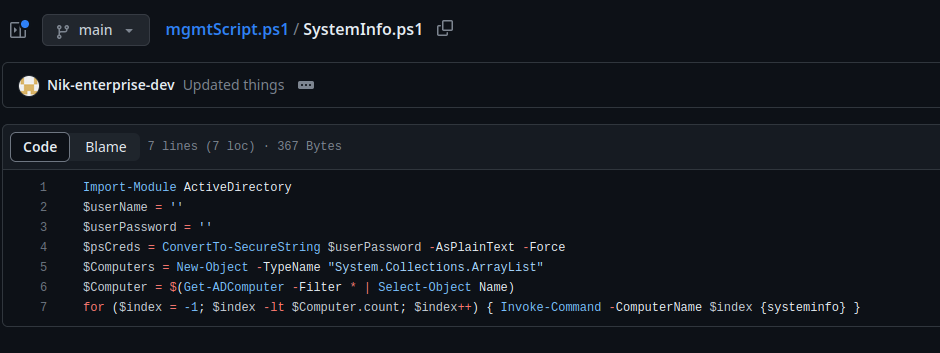 main
mgmtScript.ps1 / SystemInfo.ps1
Nik-enterprise-dev Updated things
Code Blame 7 lines (7 loc) · 367 Bytes
1 Import-Module ActiveDirectory
2 $userName = ''
3 $userPassword = ''
4 $psCreds = ConvertTo-SecureString $userPassword -AsPlainText -Force
5 $Computers = New-Object -TypeName "System.Collections.ArrayList"
6 $Computer = $(Get-ADComputer -Filter * | Select-Object Name)
7 for ($index = -1; $index -lt $Computer.count; $index++) { Invoke-Command -ComputerName $index {systeminfo} }